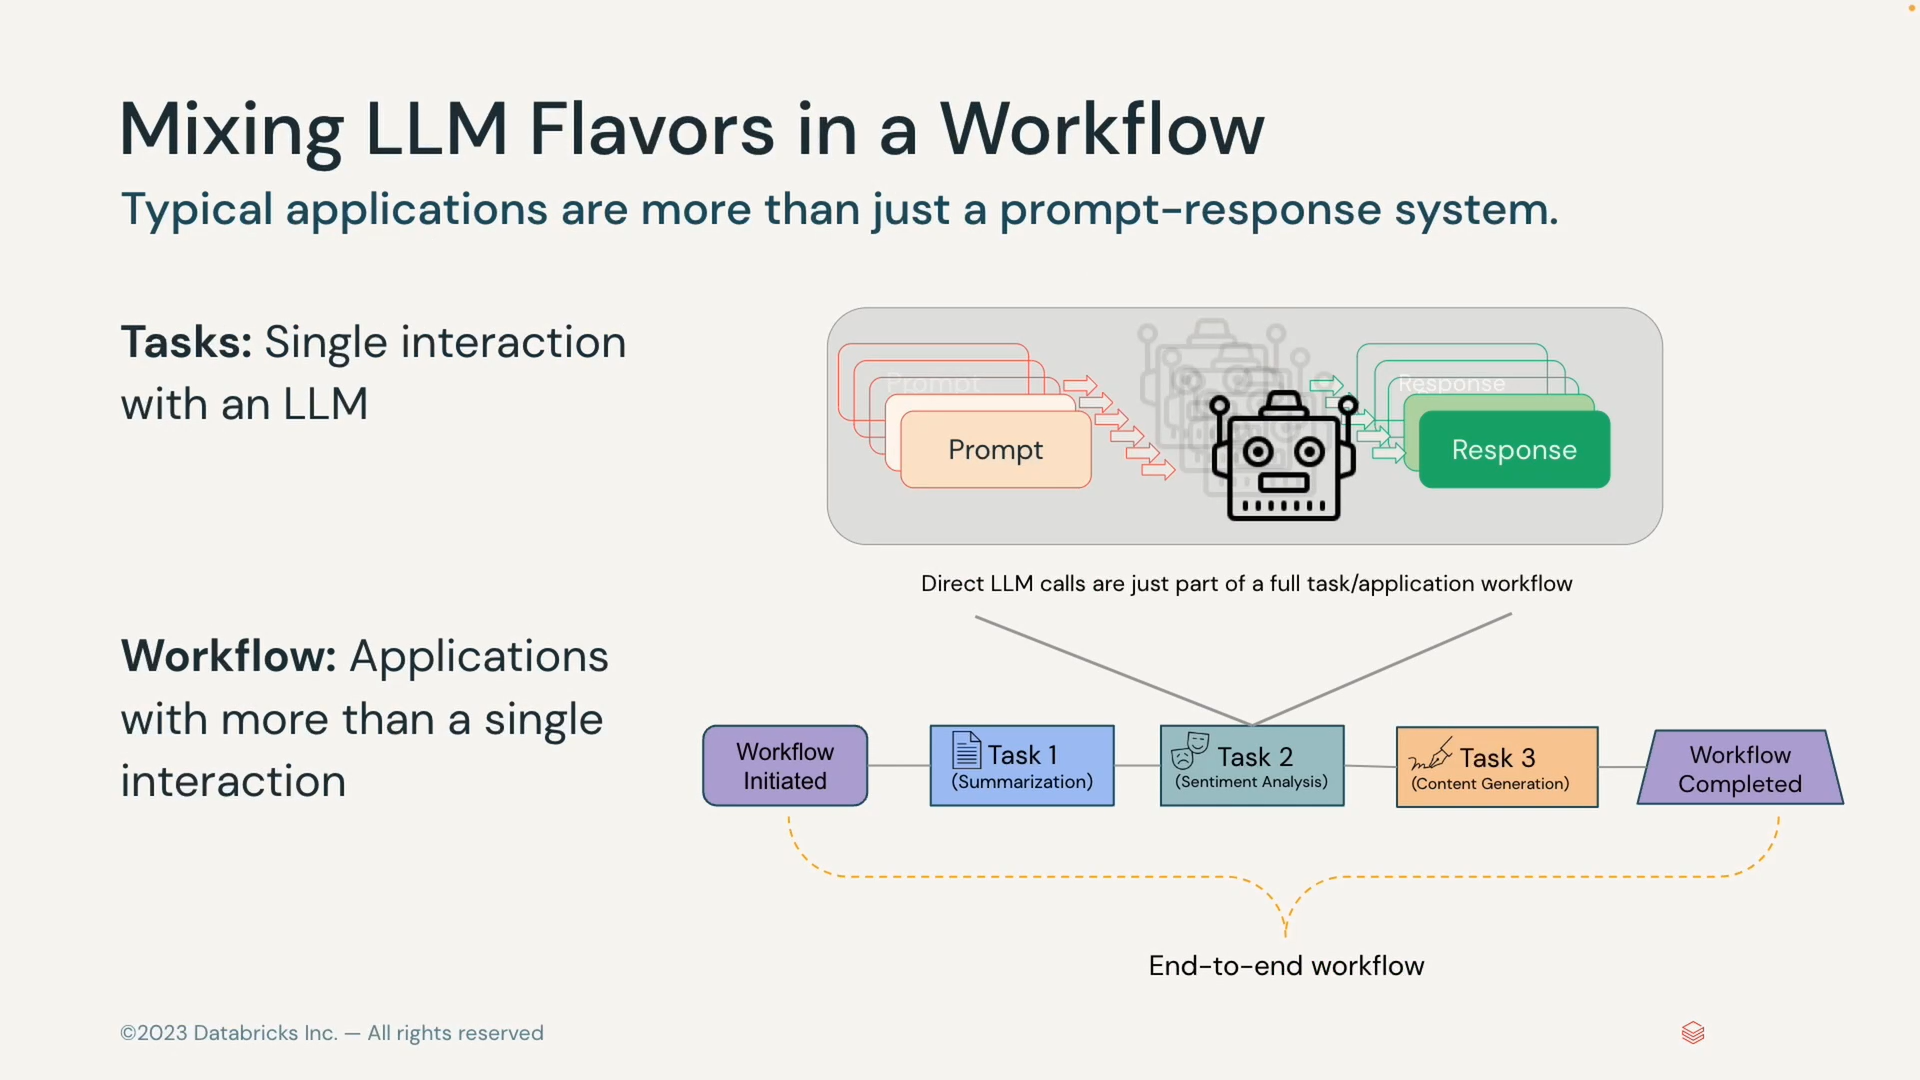 Mixing LLM Flavors in a Workflow
Typical applications are more than just a prompt-response system.
Tasks: Single interaction
with an LLM
Prompt
Prompt
Response
Response
Direct LLM calls are just part of a full task/application workflow
Workflow: Applications
with more than a single
interaction
Workflow
Initiated
Task 1
(Summarization)
Task 2
(Sentiment Analysis)
Task 3
(Content Generation)
Workflow
Completed
End-to-end workflow
©2023 Databricks Inc. — All rights reserved